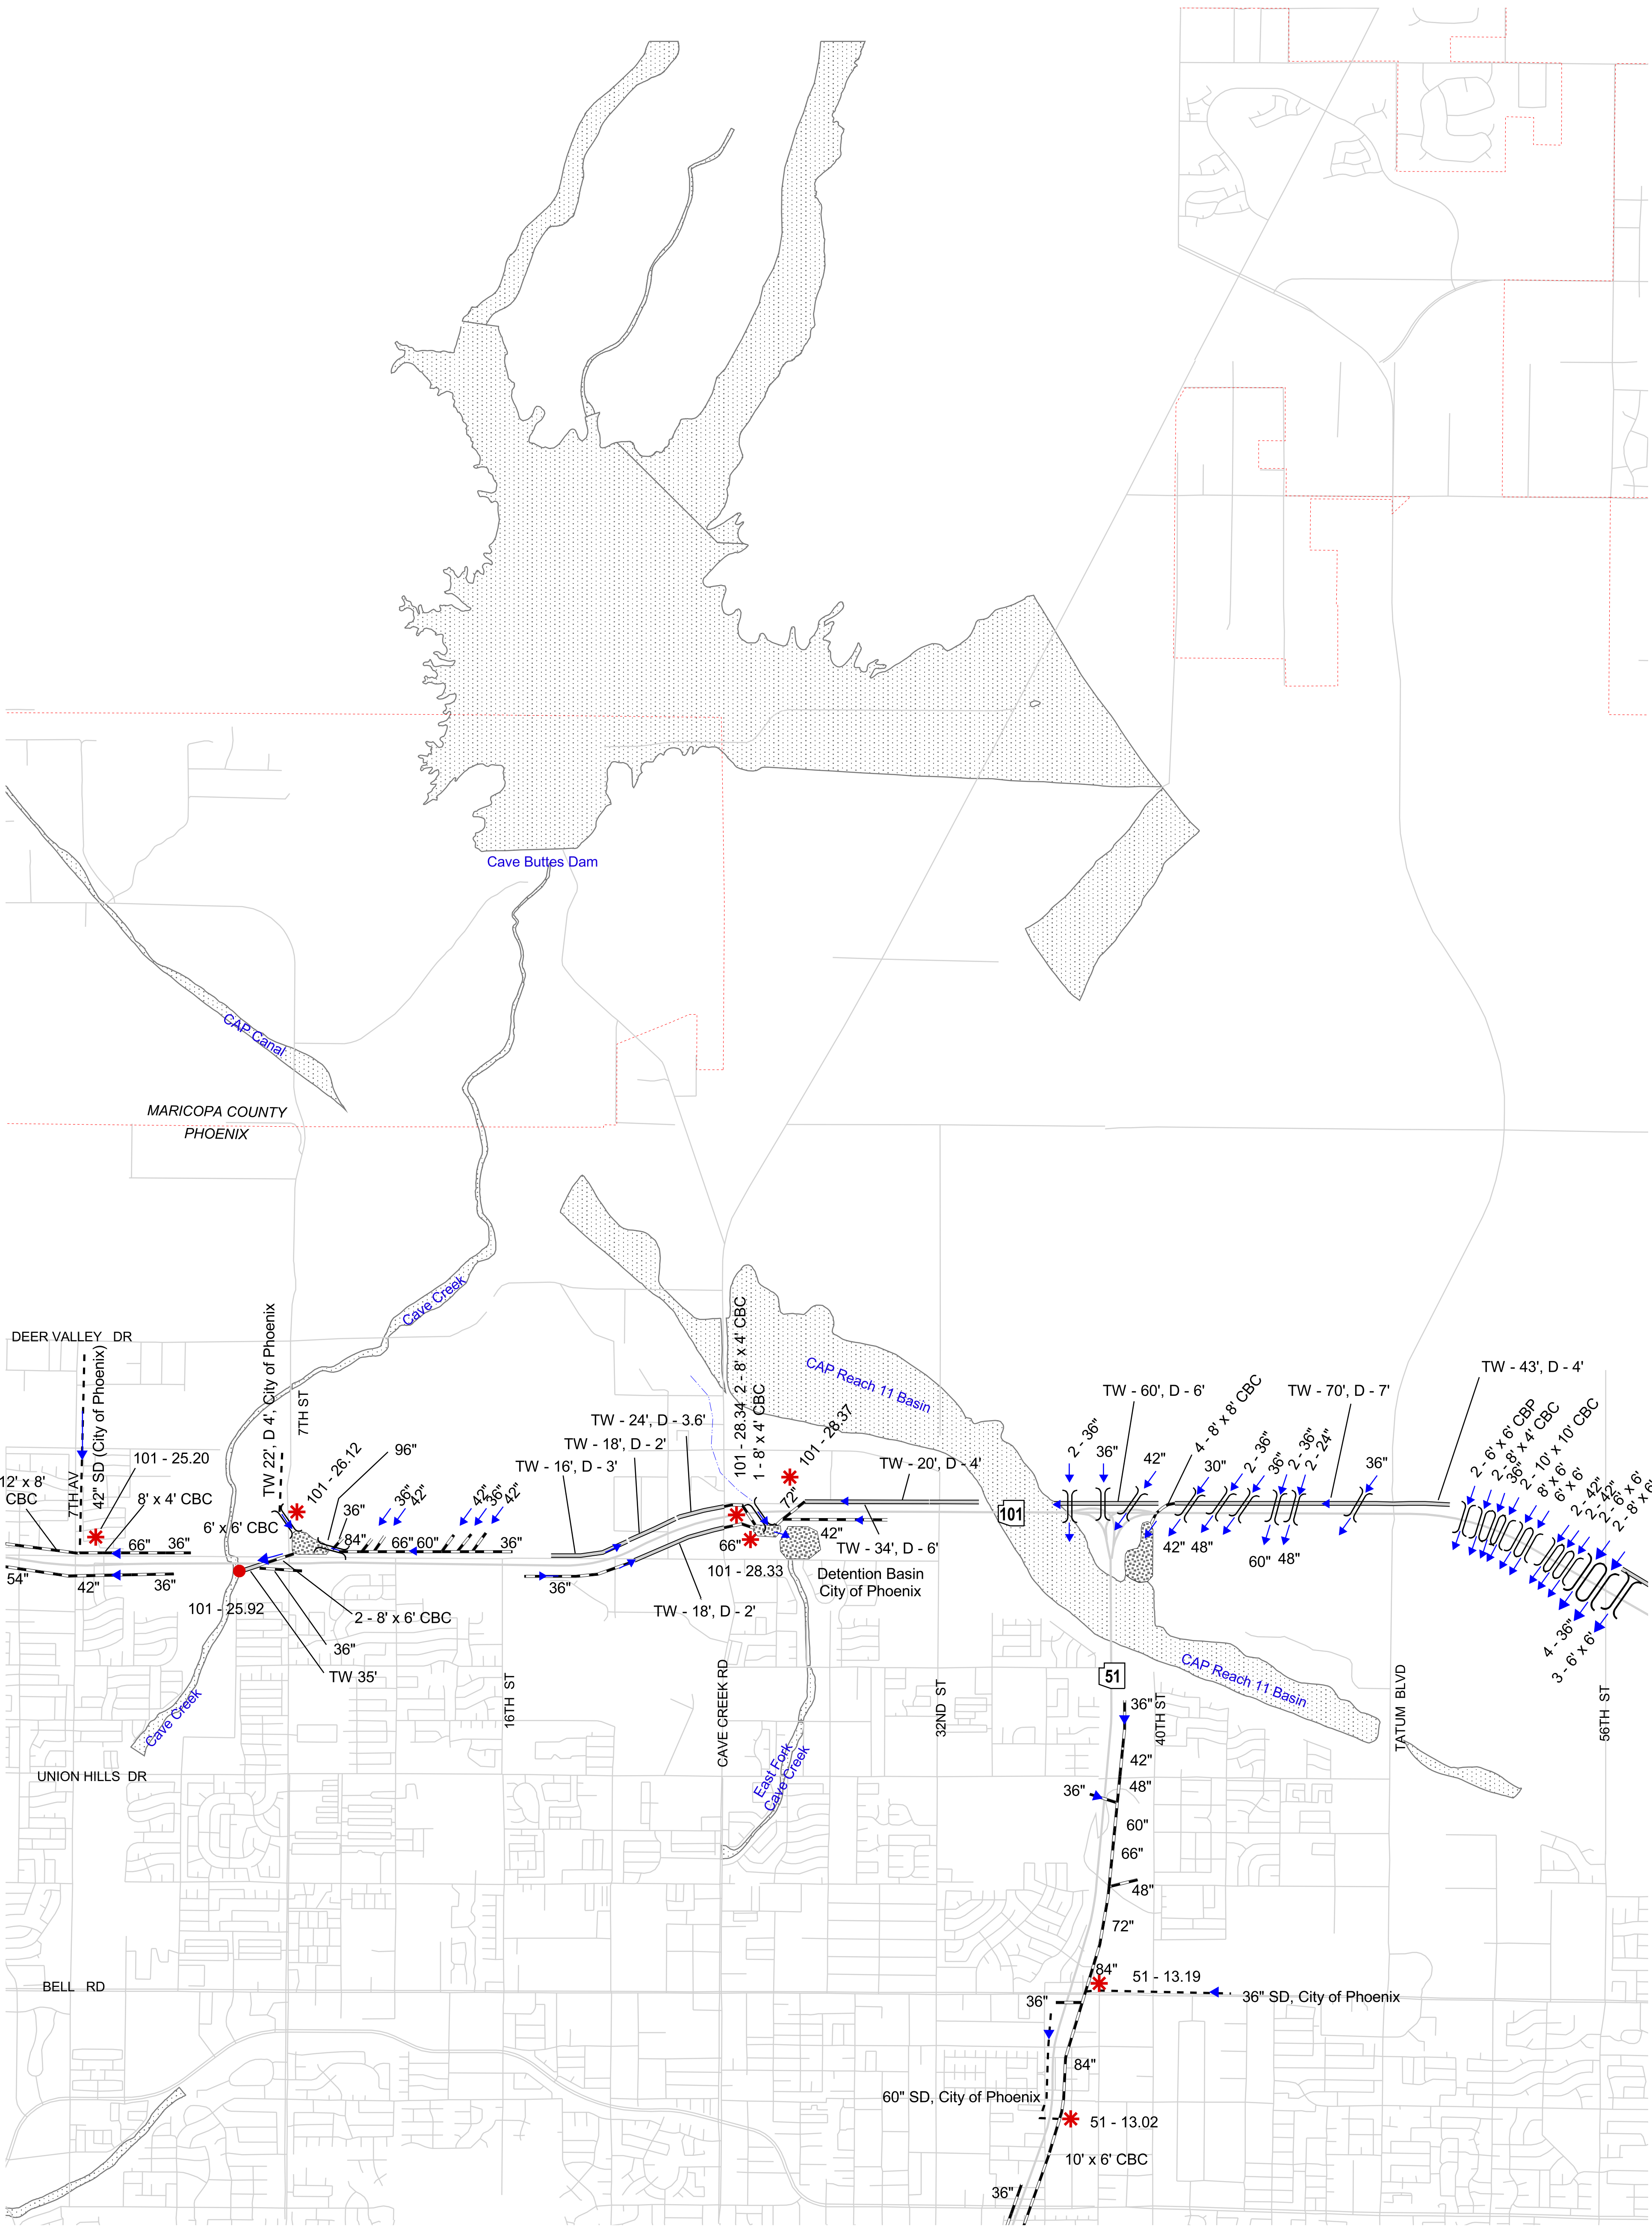 Cave Buttes Dam
CAP Canal
MARICOPA COUNTY
PHOENIX
Cave Creek
DEER VALLEY DR
42" SD (City of Phoenix)
7TH AV
101 - 25.20
12' x 8'
CBC
8' x 4' CBC
66"
36"
54"
42"
36"
TW 22', D 4', City of Phoenix
7TH ST
101 - 26.12
96"
6' x 6' CBC
36"
84"
36"
42"
66"
60"
42"
36"
42"
36"
101 - 25.92
2 - 8' x 6' CBC
36"
TW 35'
Cave Creek
16TH ST
UNION HILLS DR
BELL RD
TW - 24', D - 3.6'
TW - 18', D - 2'
TW - 16', D - 3'
36"
TW - 18', D - 2'
101 - 28.34
2 - 8' x 4' CBC
1 - 8' x 4' CBC
101 - 28.37
72"
66"
101 - 28.33
42"
TW - 20', D - 4'
TW - 34', D - 6'
Detention Basin
City of Phoenix
CAVE CREEK RD
East Fork
Cave Creek
CAP Reach 11 Basin
101
32ND ST
TW - 60', D - 6'
2 - 36"
36"
42"
4 - 8' x 8' CBC
30"
2 - 36"
36"
2 - 36"
2 - 24"
TW - 70', D - 7'
36"
42"
48"
60"
48"
TW - 43', D - 4'
2 - 6' x 6' CBP
2 - 8' x 4' CBC
36"
2 - 10' x 10' CBC
8' x 6'
6' x 6'
2 - 42"
2 - 42"
2 - 6' x 6'
2 - 8' x 6'
4 - 36"
3 - 6' x 6'
CAP Reach 11 Basin
TATUM BLVD
56TH ST
51
40TH ST
36"
42"
48"
36"
60"
66"
48"
72"
84"
51 - 13.19
36" SD, City of Phoenix
36"
84"
60" SD, City of Phoenix
51 - 13.02
10' x 6' CBC
36"